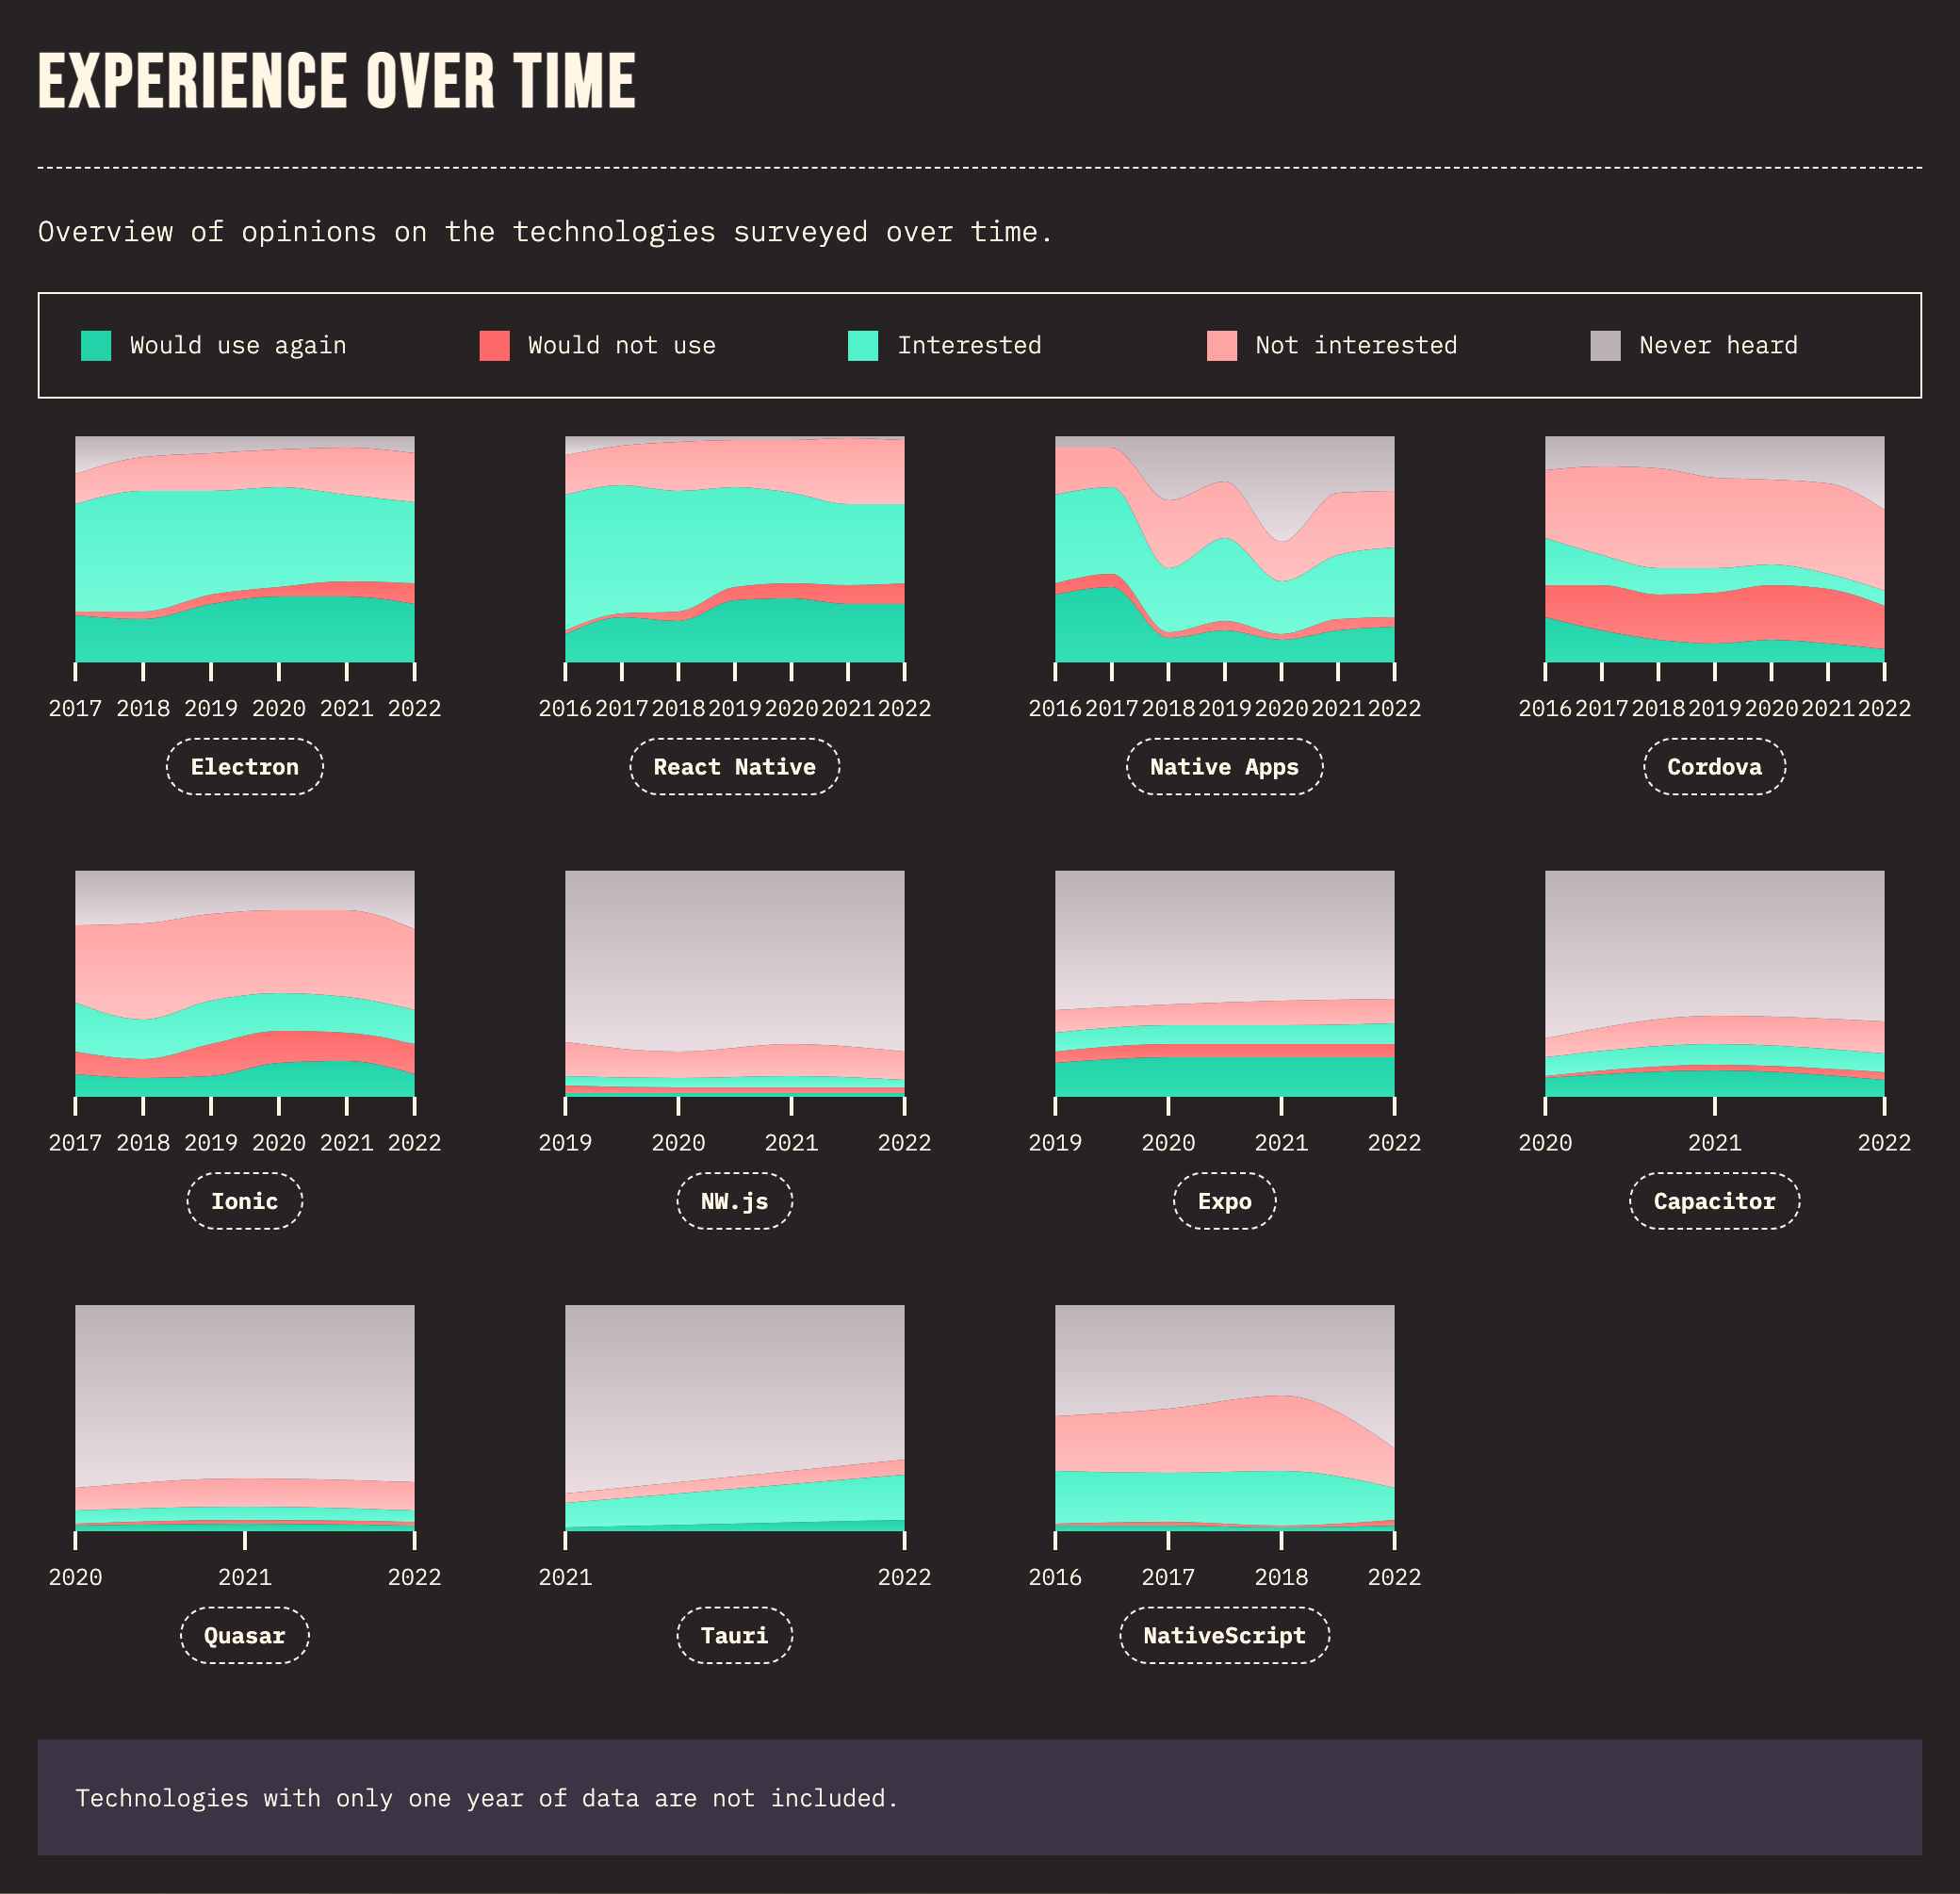 EXPERIENCE OVER TIME
Overview of opinions on the technologies surveyed over time.
Would use again Would not use Interested Not interested Never heard
2017 2018 2019 2020 2021 2022
Electron
2016 2017 2018 2019 2020 2021 2022
React Native
2016 2017 2018 2019 2020 2021 2022
Native Apps
2016 2017 2018 2019 2020 2021 2022
Cordova
2017 2018 2019 2020 2021 2022
Ionic
2019 2020 2021 2022
NW.js
2019 2020 2021 2022
Expo
2020 2021 2022
Capacitor
2020 2021 2022
Quasar
2021 2022
Tauri
2016 2017 2018 2022
NativeScript
Technologies with only one year of data are not included.